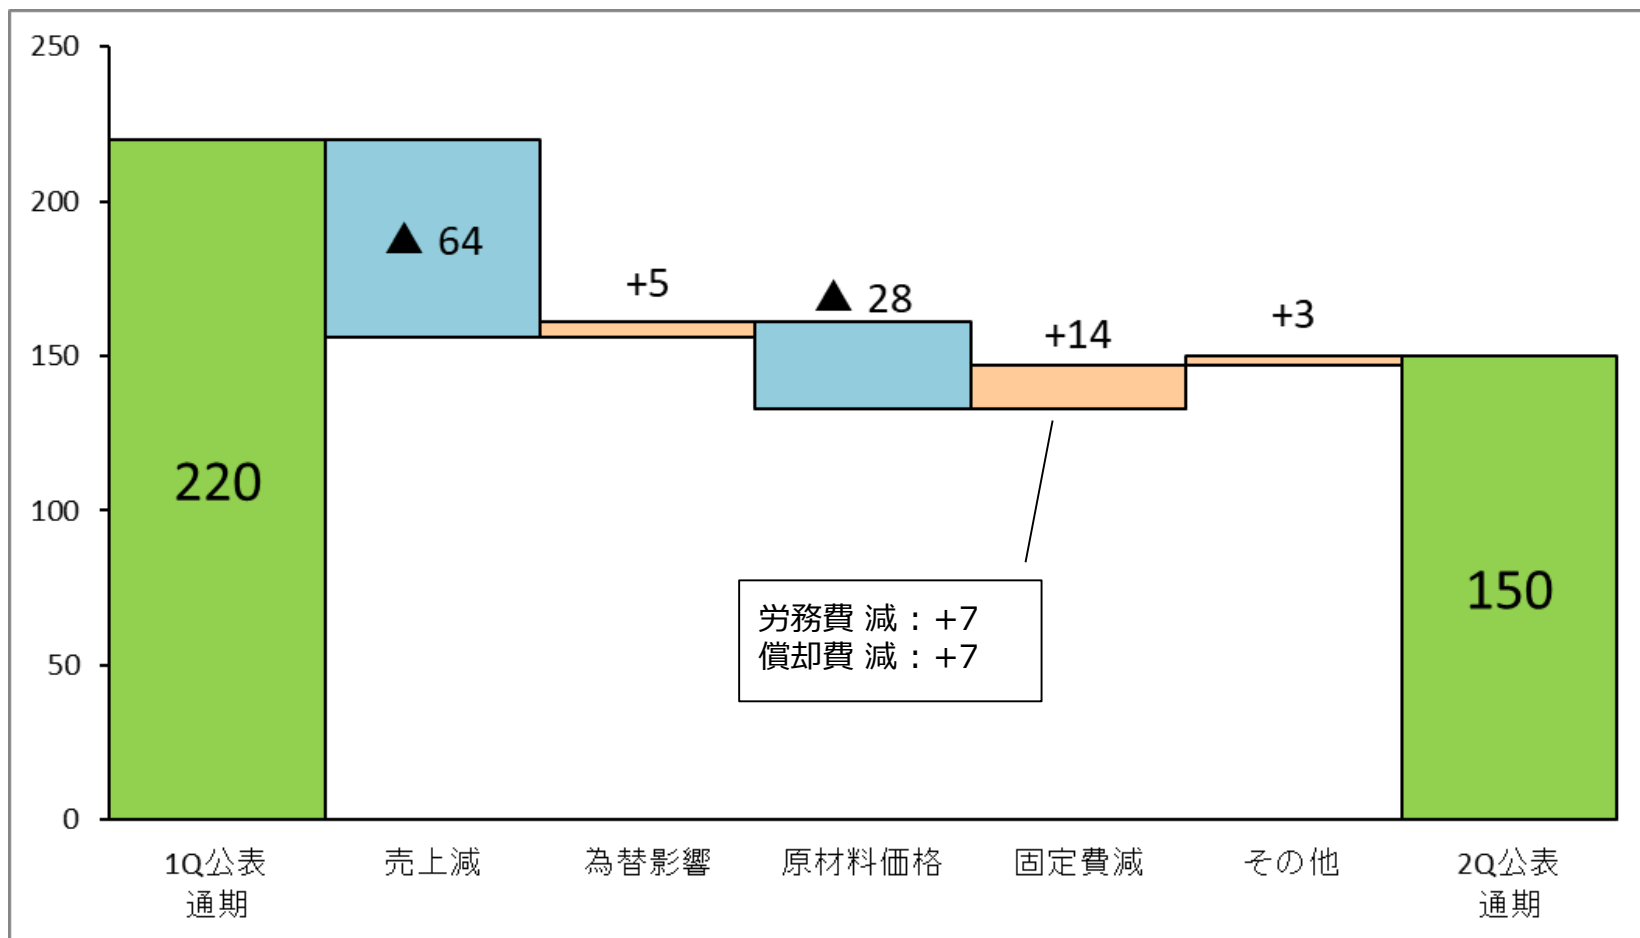 250
200
150
100
50
0
220
▲ 64
+5
▲ 28
+14
+3
150
労務費 減：+7
償却費 減：+7
1Q公表
通期
売上減
為替影響
原材料価格
固定費減
その他
2Q公表
通期